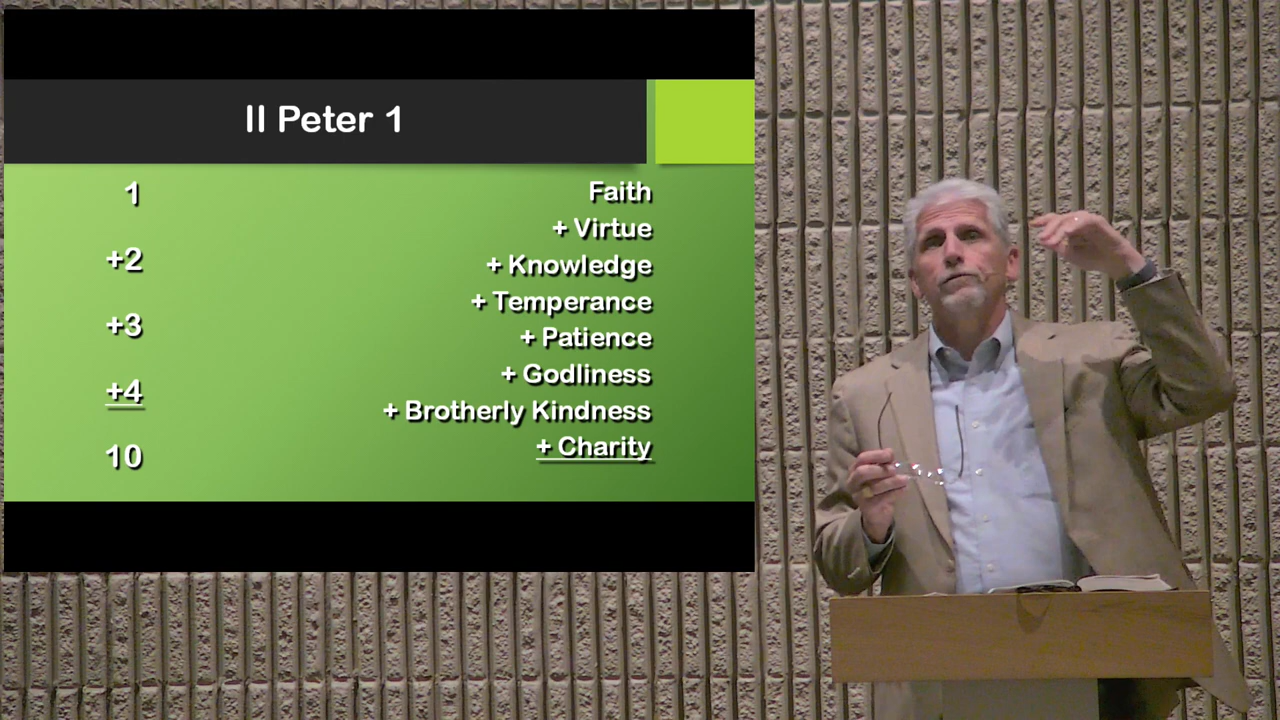 II Peter 1
1
+2
+3
+4
10
Faith
+ Virtue
+ Knowledge
+ Temperance
+ Patience
+ Godliness
+ Brotherly Kindness
+ Charity